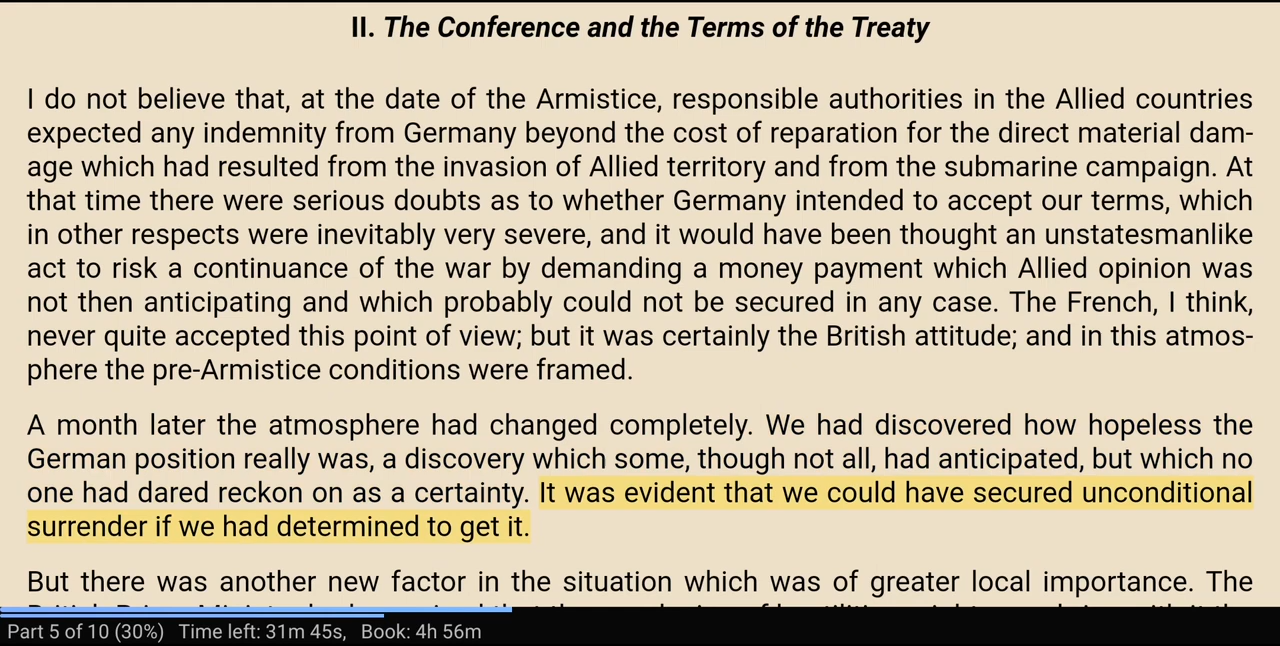 II. The Conference and the Terms of the Treaty
I do not believe that, at the date of the Armistice, responsible authorities in the Allied countries
expected any indemnity from Germany beyond the cost of reparation for the direct material dam-
age which had resulted from the invasion of Allied territory and from the submarine campaign. At
that time there were serious doubts as to whether Germany intended to accept our terms, which
in other respects were inevitably very severe, and it would have been thought an unstatesmanlike
act to risk a continuance of the war by demanding a money payment which Allied opinion was
not then anticipating and which probably could not be secured in any case. The French, I think,
never quite accepted this point of view; but it was certainly the British attitude; and in this atmos-
phere the pre-Armistice conditions were framed.
A month later the atmosphere had changed completely. We had discovered how hopeless the
German position really was, a discovery which some, though not all, had anticipated, but which no
one had dared reckon on as a certainty. It was evident that we could have secured unconditional
surrender if we had determined to get it.
But there was another new factor in the situation which was of greater local importance. The
Part 5 of 10 (30%) Time left: 31m 45s, Book: 4h 56m